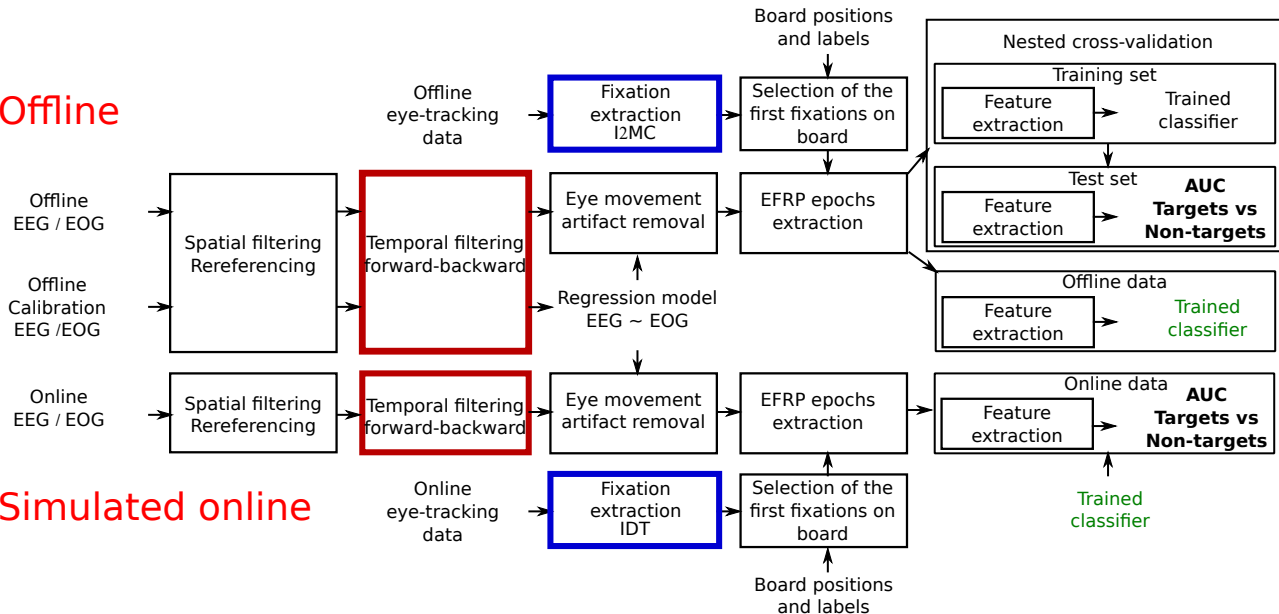 Board positions
and labels
Nested cross-validation
Offline
Offline
eye-tracking
data
Fixation
extraction
I2MC
Selection of the
first fixations on
board
Training set
Feature
extraction
Trained
classifier
Offline
EEG / EOG
Spatial filtering
Rereferencing
Temporal filtering
forward-backward
Eye movement
artifact removal
EFRP epochs
extraction
Test set
Feature
extraction
AUC
Targets vs
Non-targets
Offline
Calibration
EEG /EOG
Regression model
EEG ~ EOG
Offline data
Feature
extraction
Trained
classifier
Online
EEG / EOG
Spatial filtering
Rereferencing
Temporal filtering
forward-backward
Eye movement
artifact removal
EFRP epochs
extraction
Online data
Feature
extraction
AUC
Targets vs
Non-targets
Simulated online
Online
eye-tracking
data
Fixation
extraction
IDT
Selection of the
first fixations on
board
Trained
classifier
Board positions
and labels